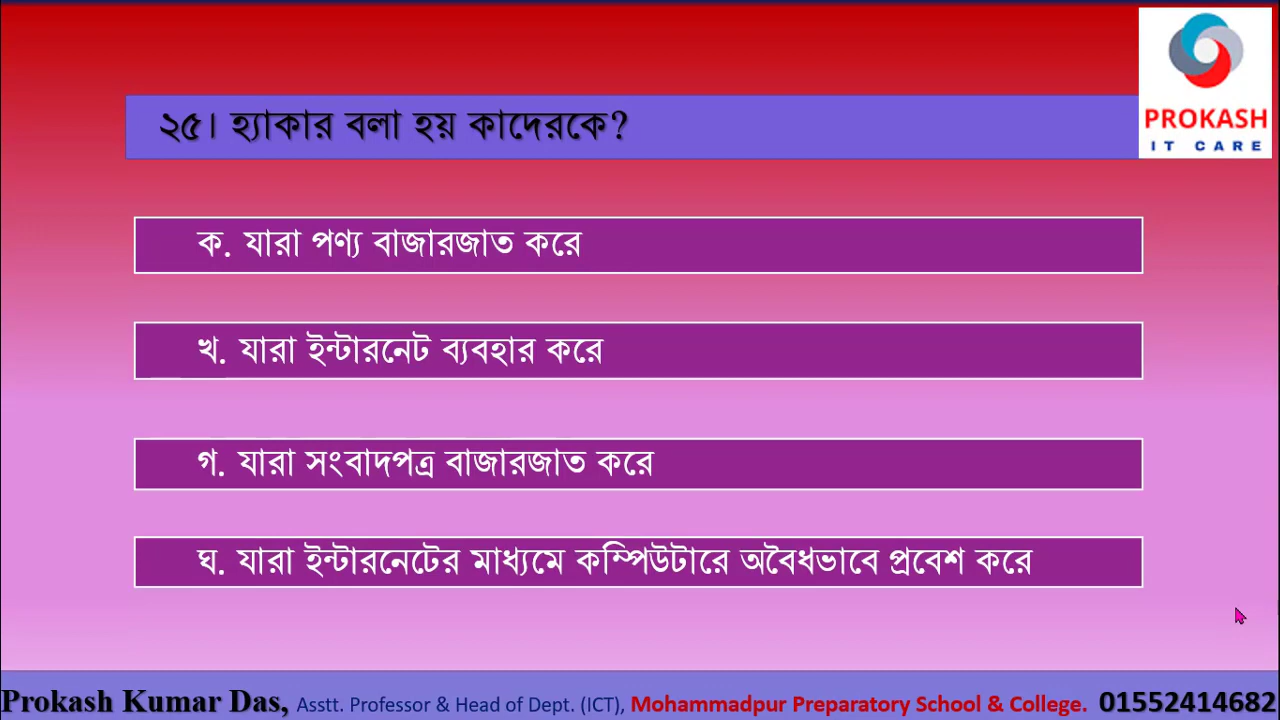 PROKASH
IT CARE
২৫। হ্যাকার বলা হয় কাদেরকে?
ক. যারা পণ্য বাজারজাত করে
খ. যারা ইন্টারনেট ব্যবহার করে
গ. যারা সংবাদপত্র বাজারজাত করে
ঘ. যারা ইন্টারনেটের মাধ্যমে কম্পিউটারে অবৈধভাবে প্রবেশ করে
Prokash Kumar Das, Asstt. Professor & Head of Dept. (ICT), Mohammadpur Preparatory School & College. 01552414682